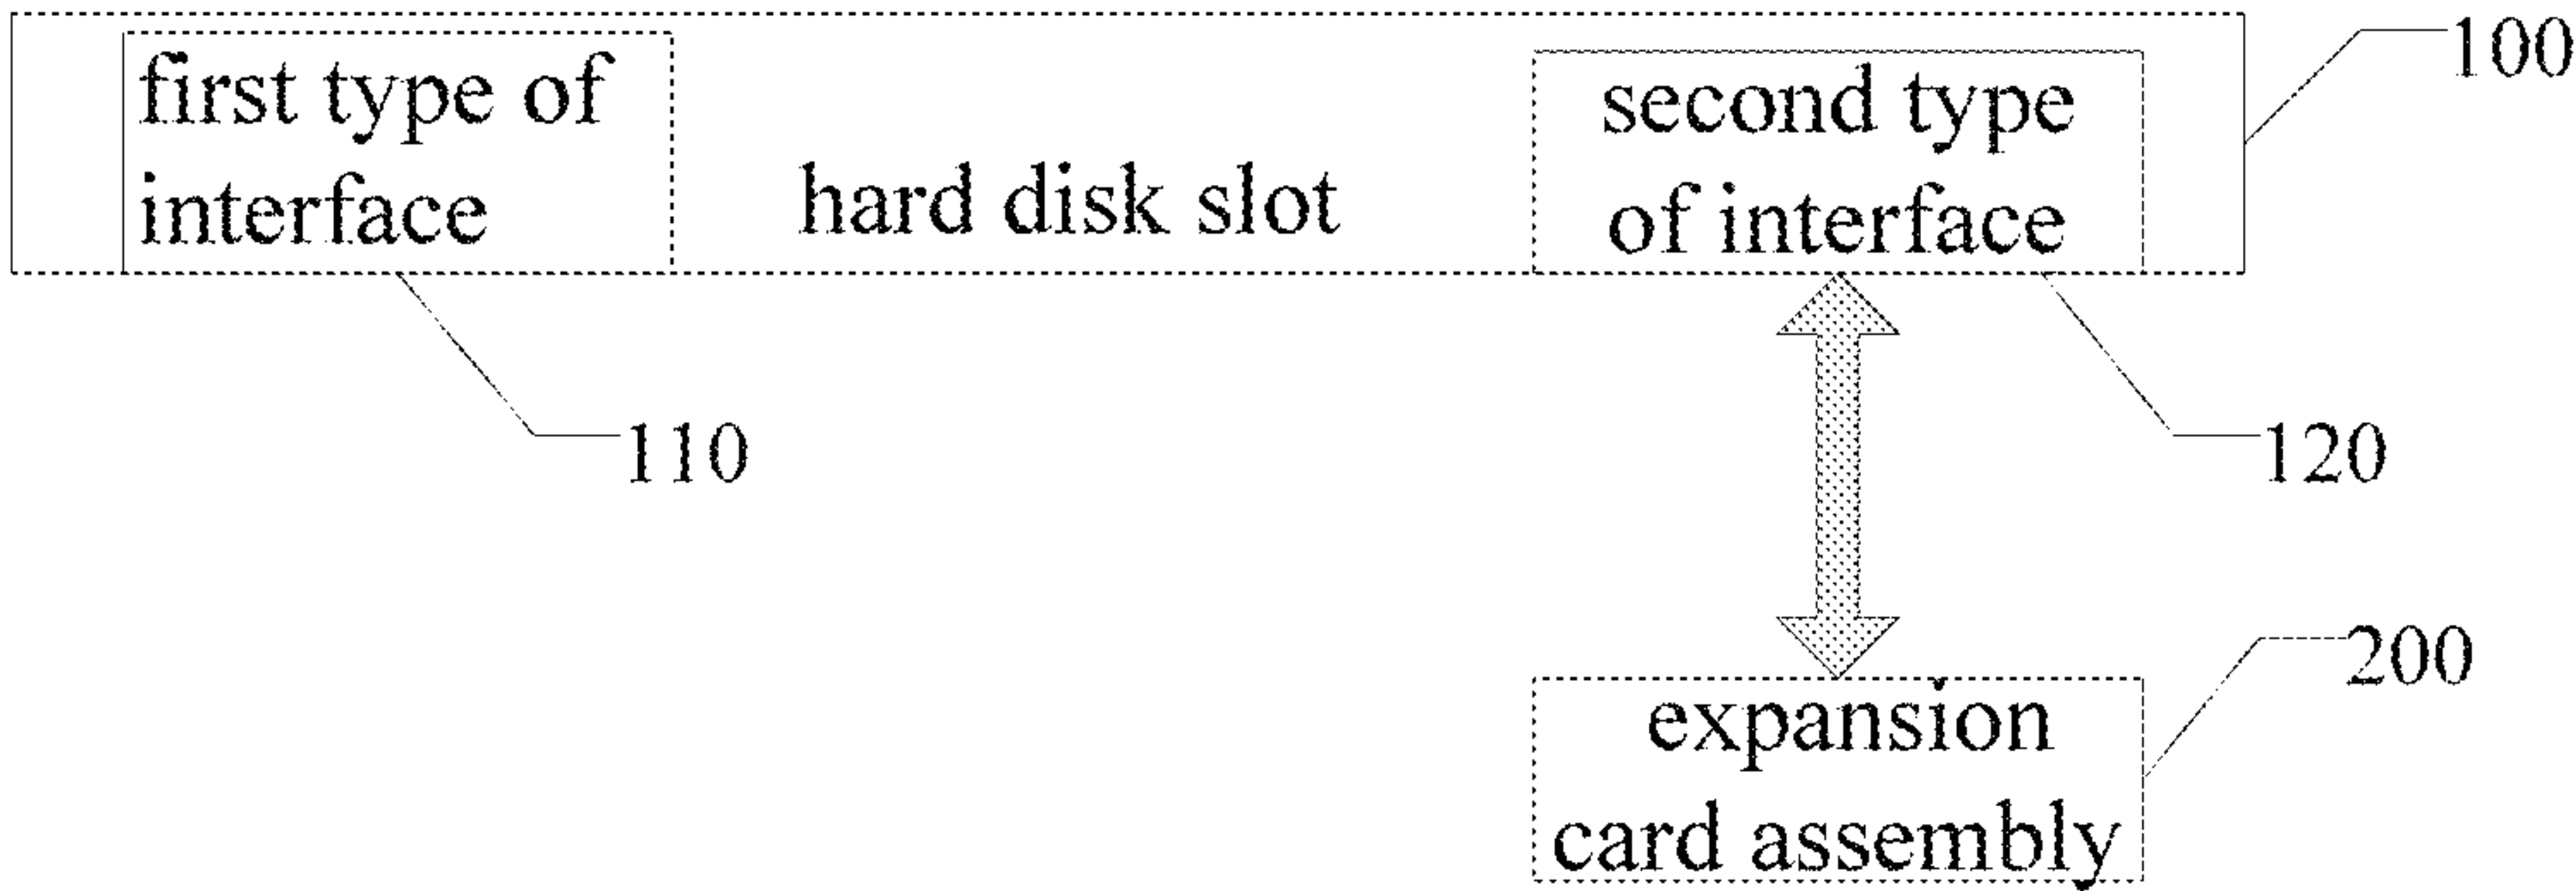 first type of
interface
hard disk slot
second type
of interface
100
110
120
200
expansion
card assembly